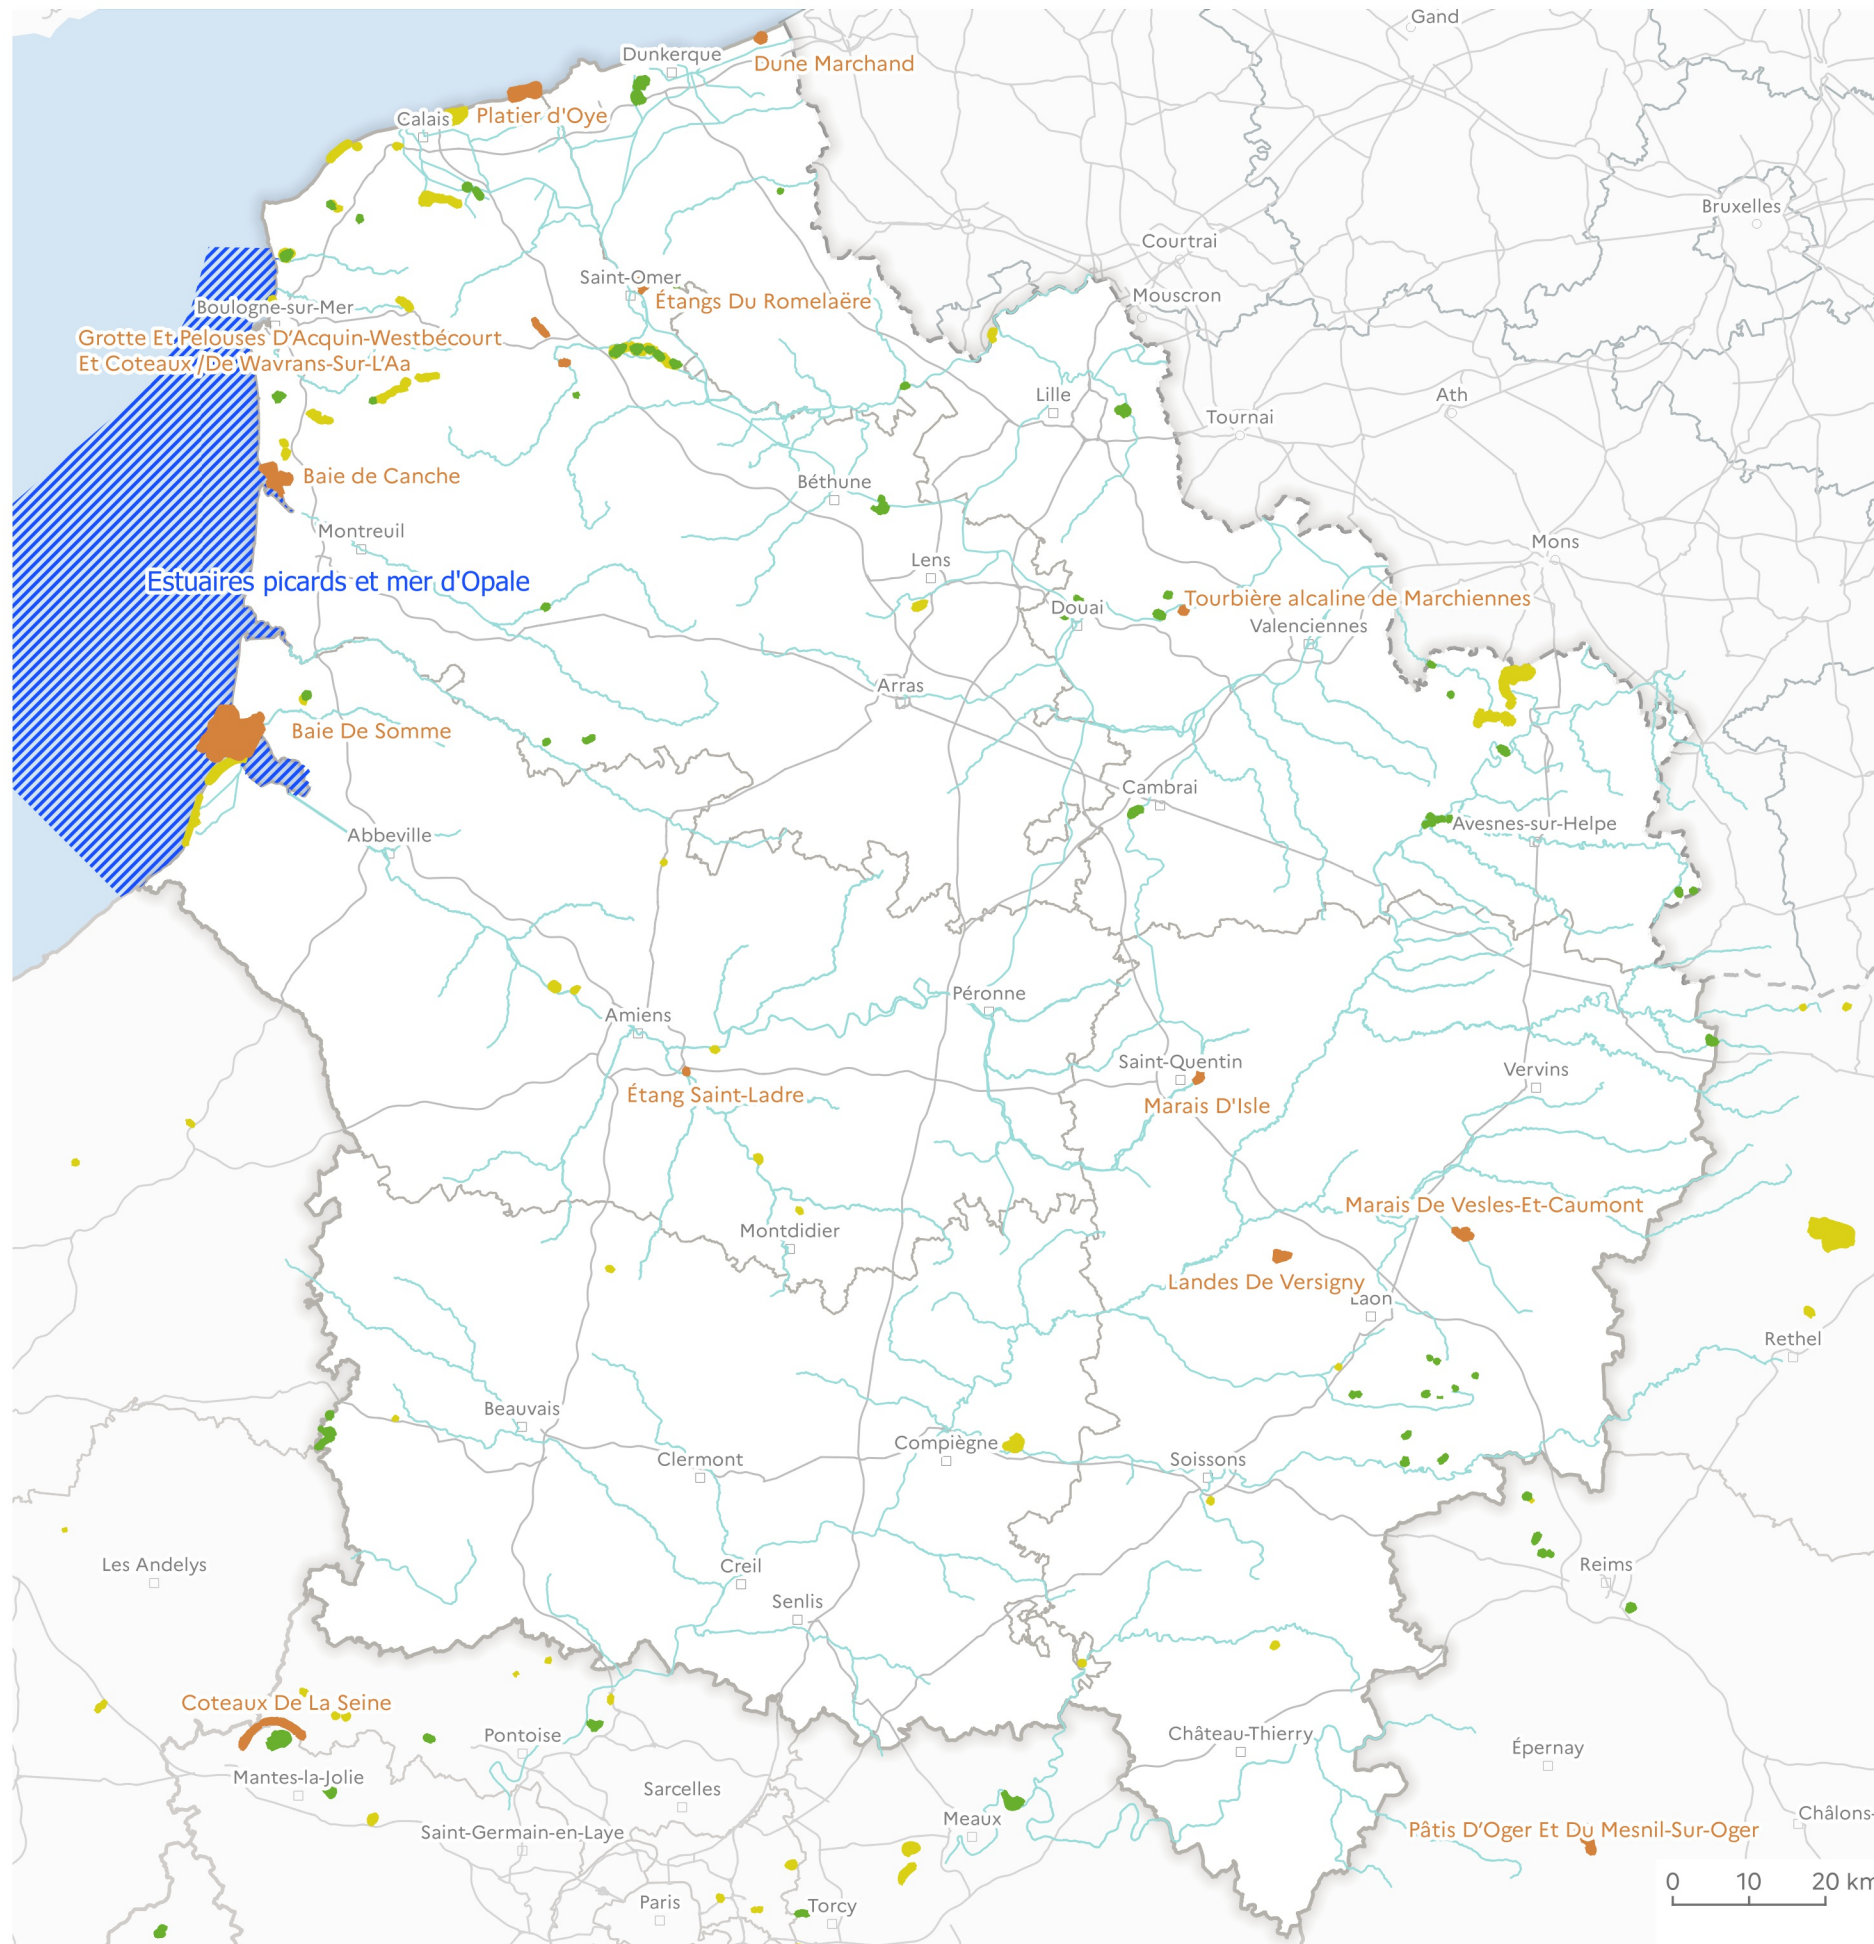 Gand
Dunkerque
Dune Marchand
Calais
Platier d'Oye
Bruxelles
Courtrai
Saint-Omer
Étangs Du Romelaëre
Mouscron
Boulogne-sur-Mer
Grotte Et Pelouses D'Acquin-Westbécourt
Et Coteaux /De Wavrans-Sur-L'Aa
Lille
Ath
Tournai
Baie de Canche
Béthune
Montreuil
Mons
Lens
Estuaires picards et mer d'Opale
Douai
Tourbière alcaline de Marchiennes
Valenciennes
Arras
Baie De Somme
Cambrai
Abbeville
Avesnes-sur-Helpe
Péronne
Amiens
Saint-Quentin
Vervins
Étang Saint-Ladre
Marais D'Isle
Marais De Vesles-Et-Caumont
Montdidier
Landes De Versigny
Laon
Rethel
Beauvais
Compiègne
Clermont
Soissons
Les Andelys
Creil
Reims
Senlis
Coteaux De La Seine
Pontoise
Château-Thierry
Épernay
Mantes-la-Jolie
Sarcelles
Saint-Germain-en-Laye
Meaux
Châlons-
Pâtis D'Oger Et Du Mesnil-Sur-Oger
Paris
Torcy
0 10 20 km